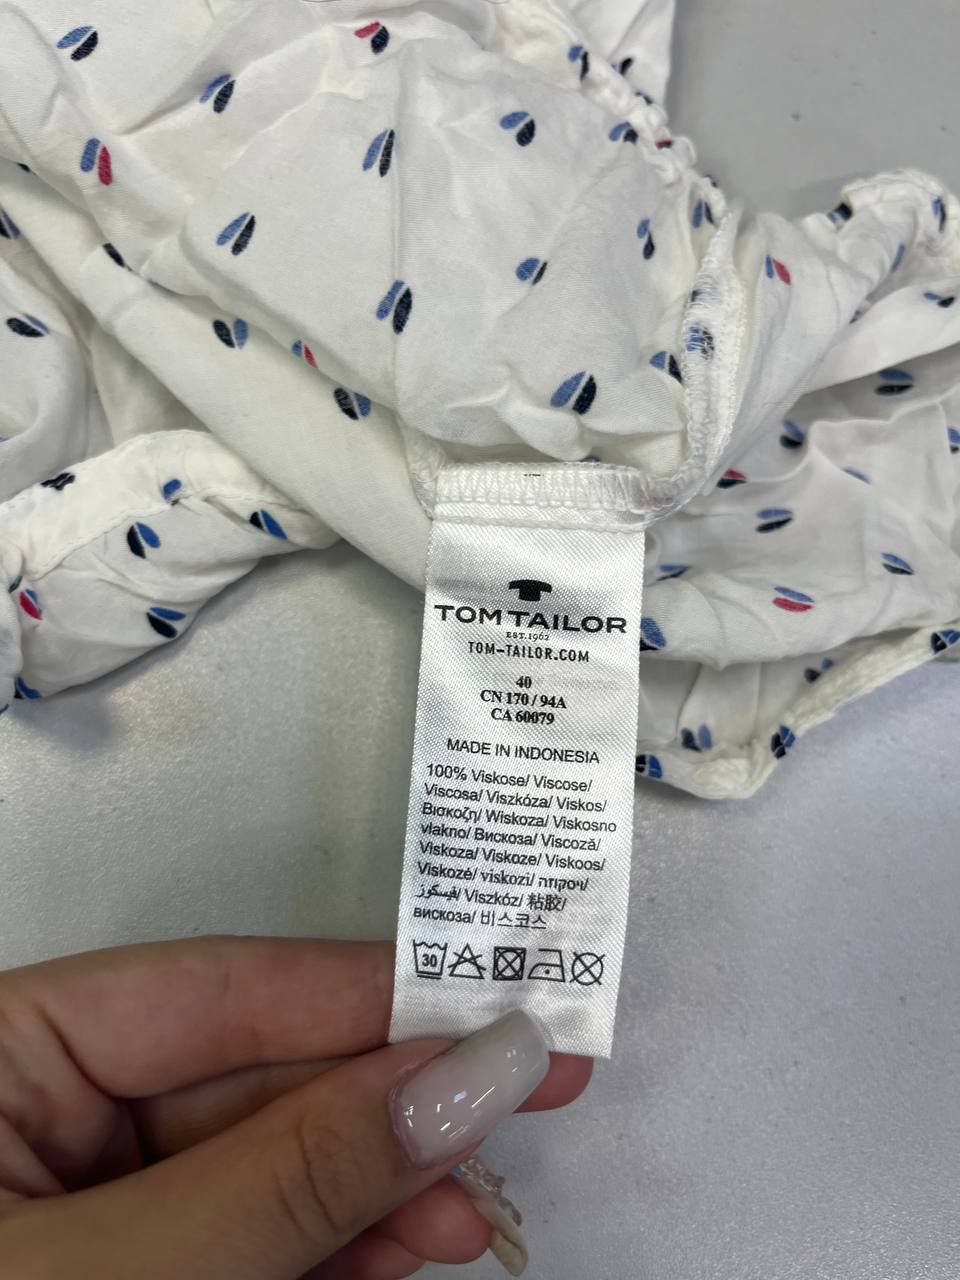 TOM TAILOR
EST. 1962
TOM-TAILOR.COM
40
CN 170 / 94A
CA 60079
MADE IN INDONESIA
100% Viskose/ Viscose/
Viscosa/ Viszkóza/ Viskos/
Βισκοζη/ Wiskoza/ Viskosno
vlakno/ Вискоза/ Viscoză/
Viskoza/ Viskoze/ Viskoos/
Viskozė/ viskozi/ ויסקוזה/
فيسكوز/ Viszkóz/ 粘胶/
вискоза/ 비스코스
30